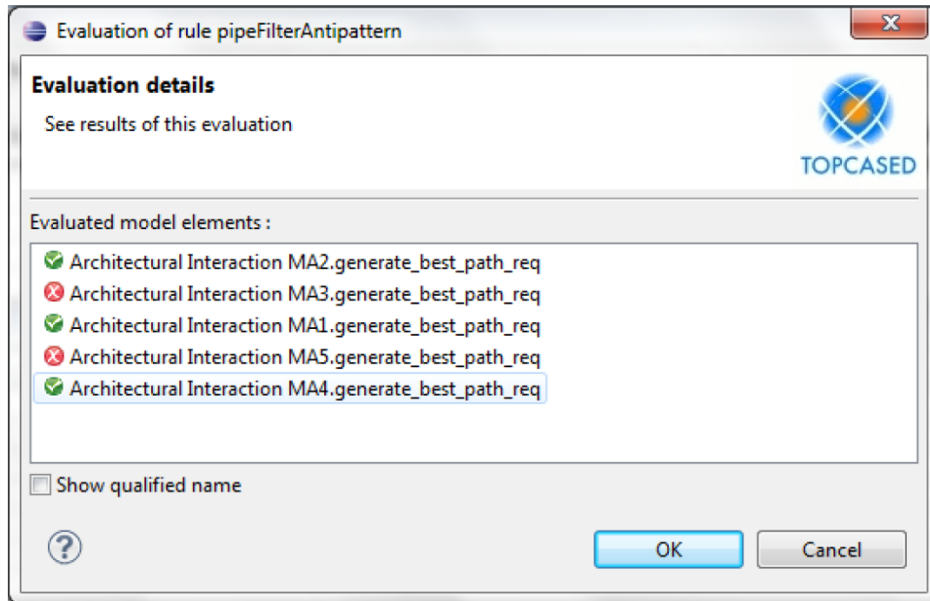 Evaluation of rule pipeFilterAntipattern
Evaluation details
See results of this evaluation
TOPCASED
Evaluated model elements :
Architectural Interaction MA2.generate_best_path_req
Architectural Interaction MA3.generate_best_path_req
Architectural Interaction MA1.generate_best_path_req
Architectural Interaction MA5.generate_best_path_req
Architectural Interaction MA4.generate_best_path_req
Show qualified name
? OK Cancel